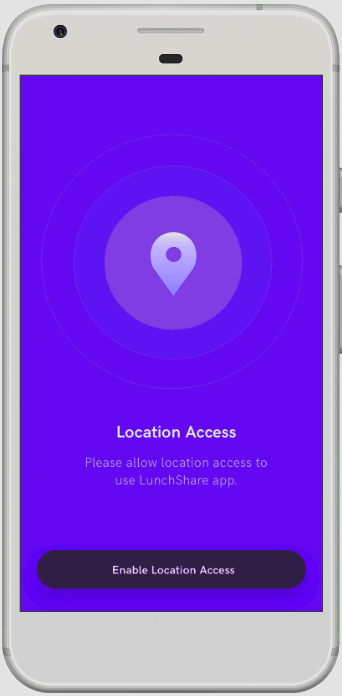 Location Access
Please allow location access to
use LunchShare app.
Enable Location Access